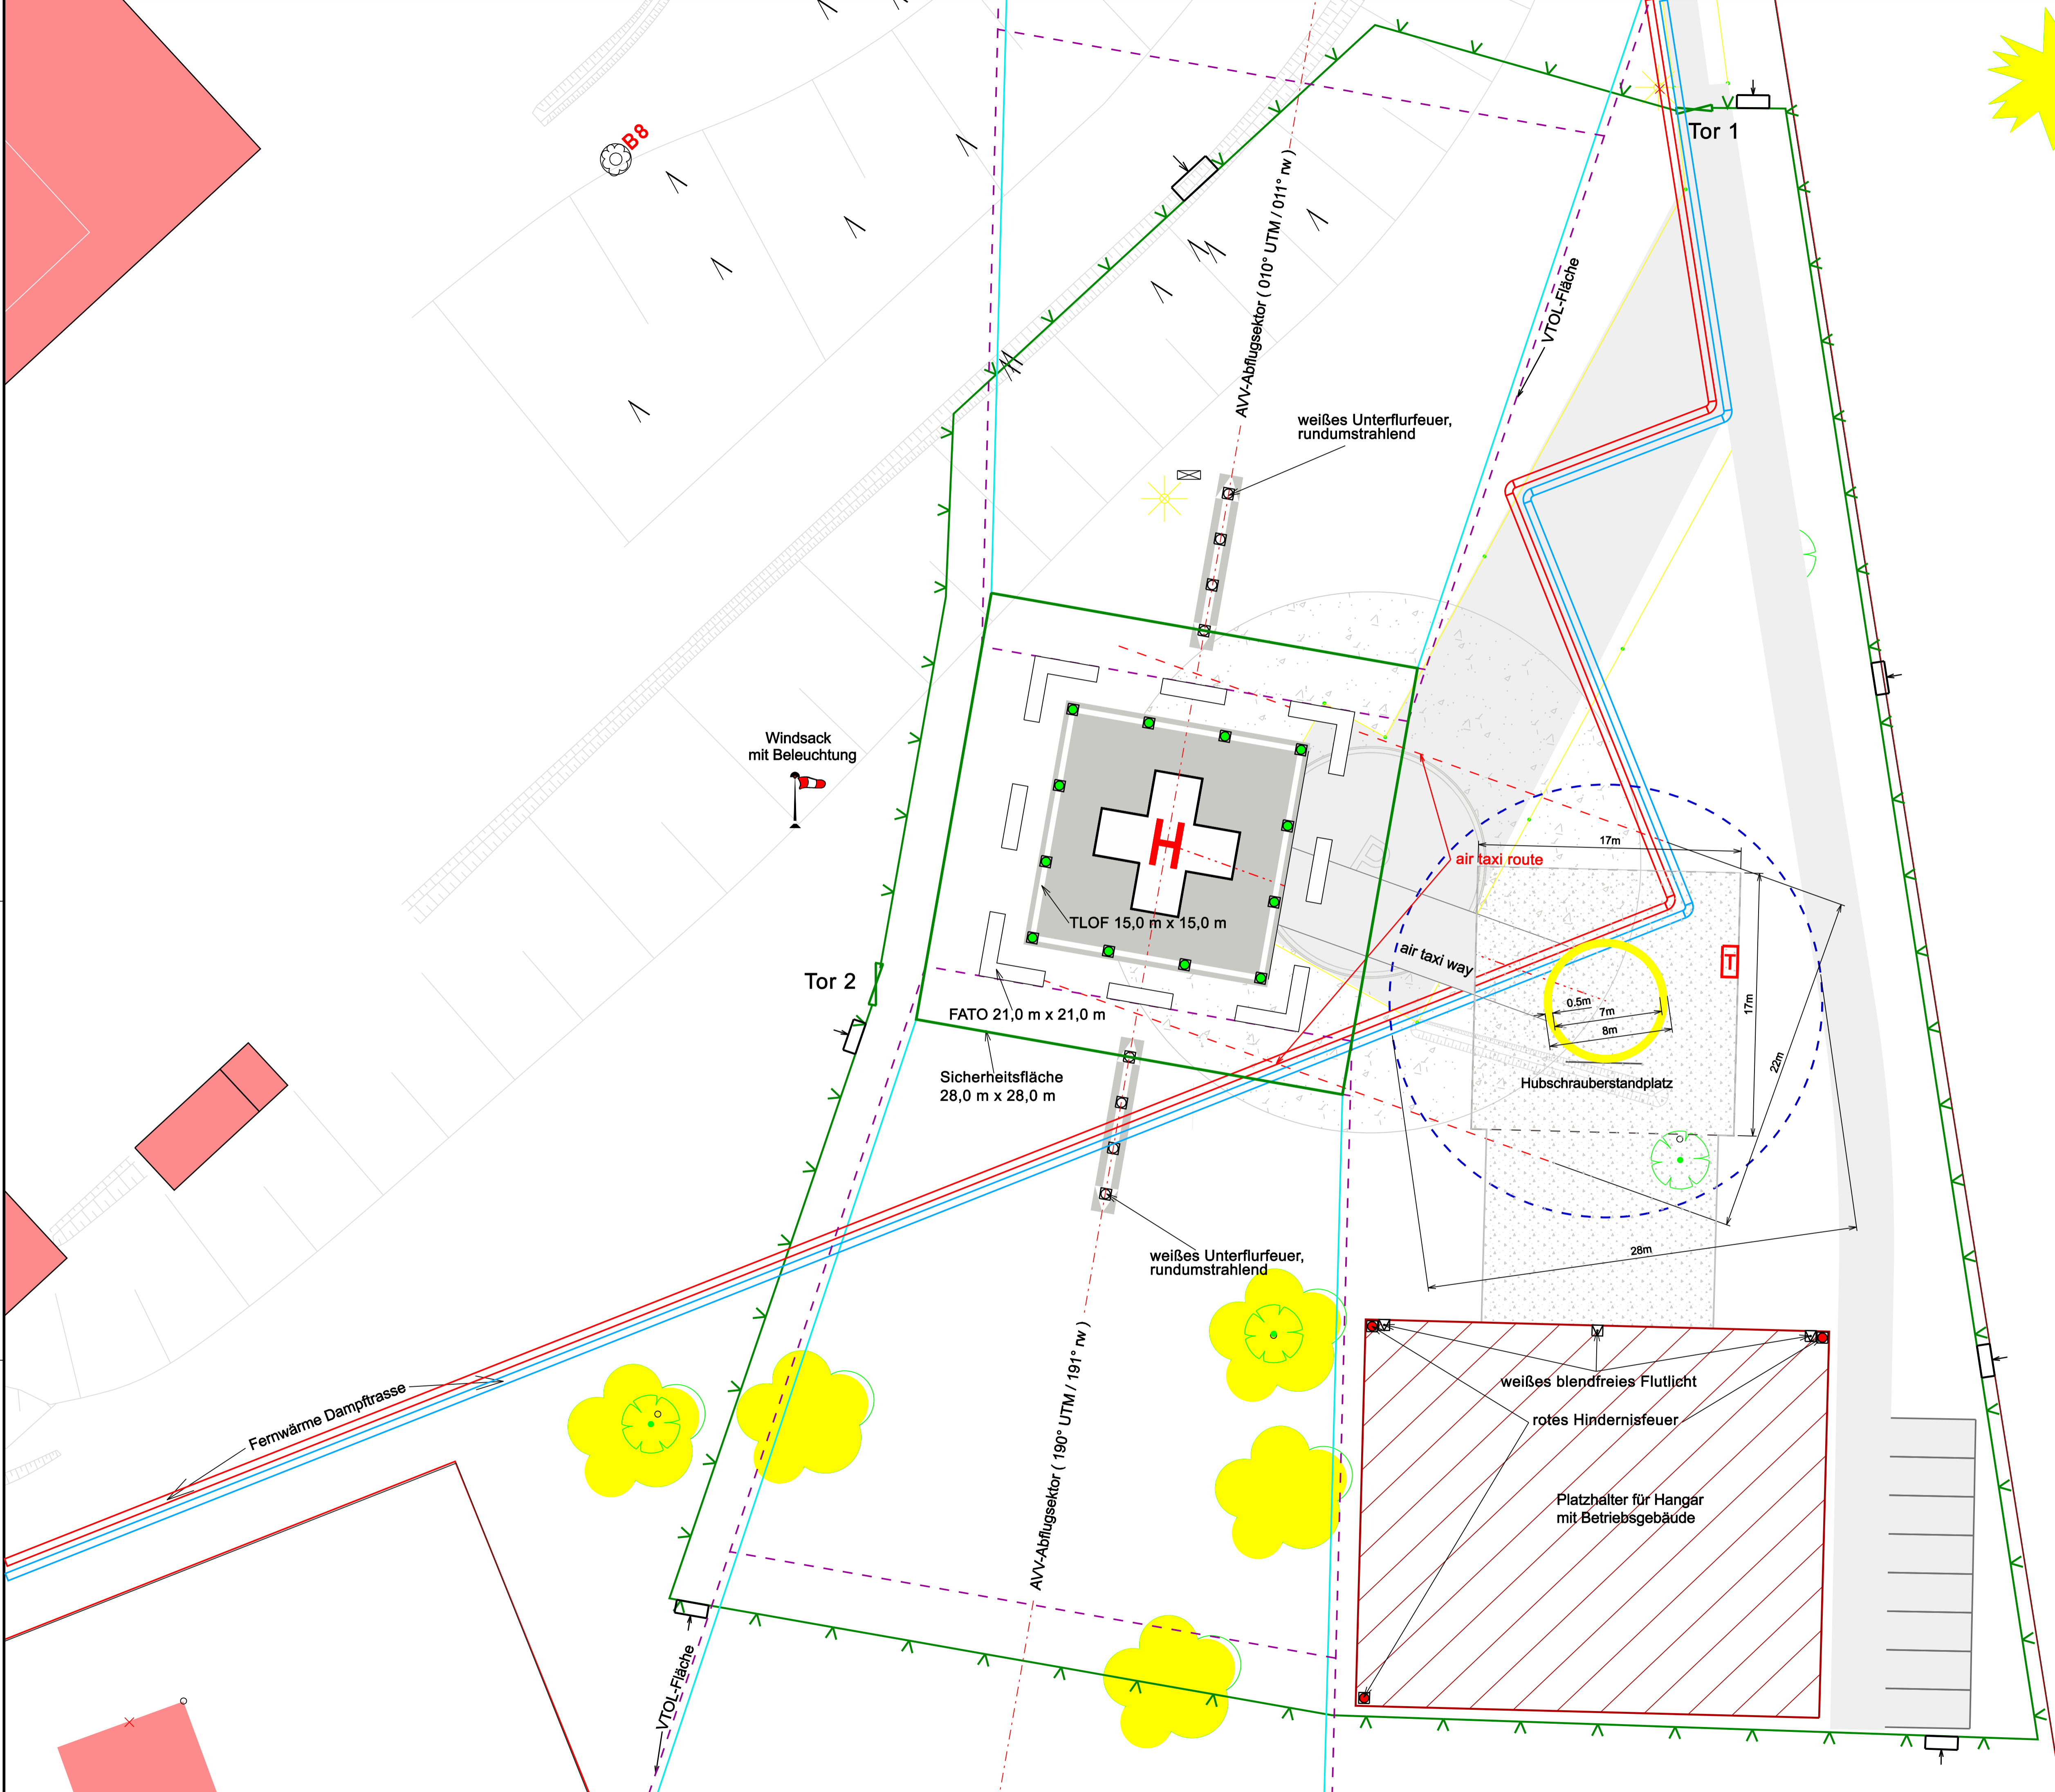 B8
Tor 1
AVV-Abflugsektor ( 010° UTM / 011° rw )
VTOL-Fläche
weißes Unterflurfeuer,
rundumstrahlend
Windsack
mit Beleuchtung
H
TLOF 15,0 m x 15,0 m
air taxi route
17m
air taxi way
T
Tor 2
FATO 21,0 m x 21,0 m
0.5m
7m
8m
17m
22m
Sicherheitsfläche
28,0 m x 28,0 m
Hubschrauberstandplatz
weißes Unterflurfeuer,
rundumstrahlend
28m
Fernwärme Dampftrasse
AVV-Abflugsektor ( 190° UTM / 191° rw )
weißes blendfreies Flutlicht
rotes Hindernisfeuer
Platzhalter für Hangar
mit Betriebsgebäude
VTOL-Fläche